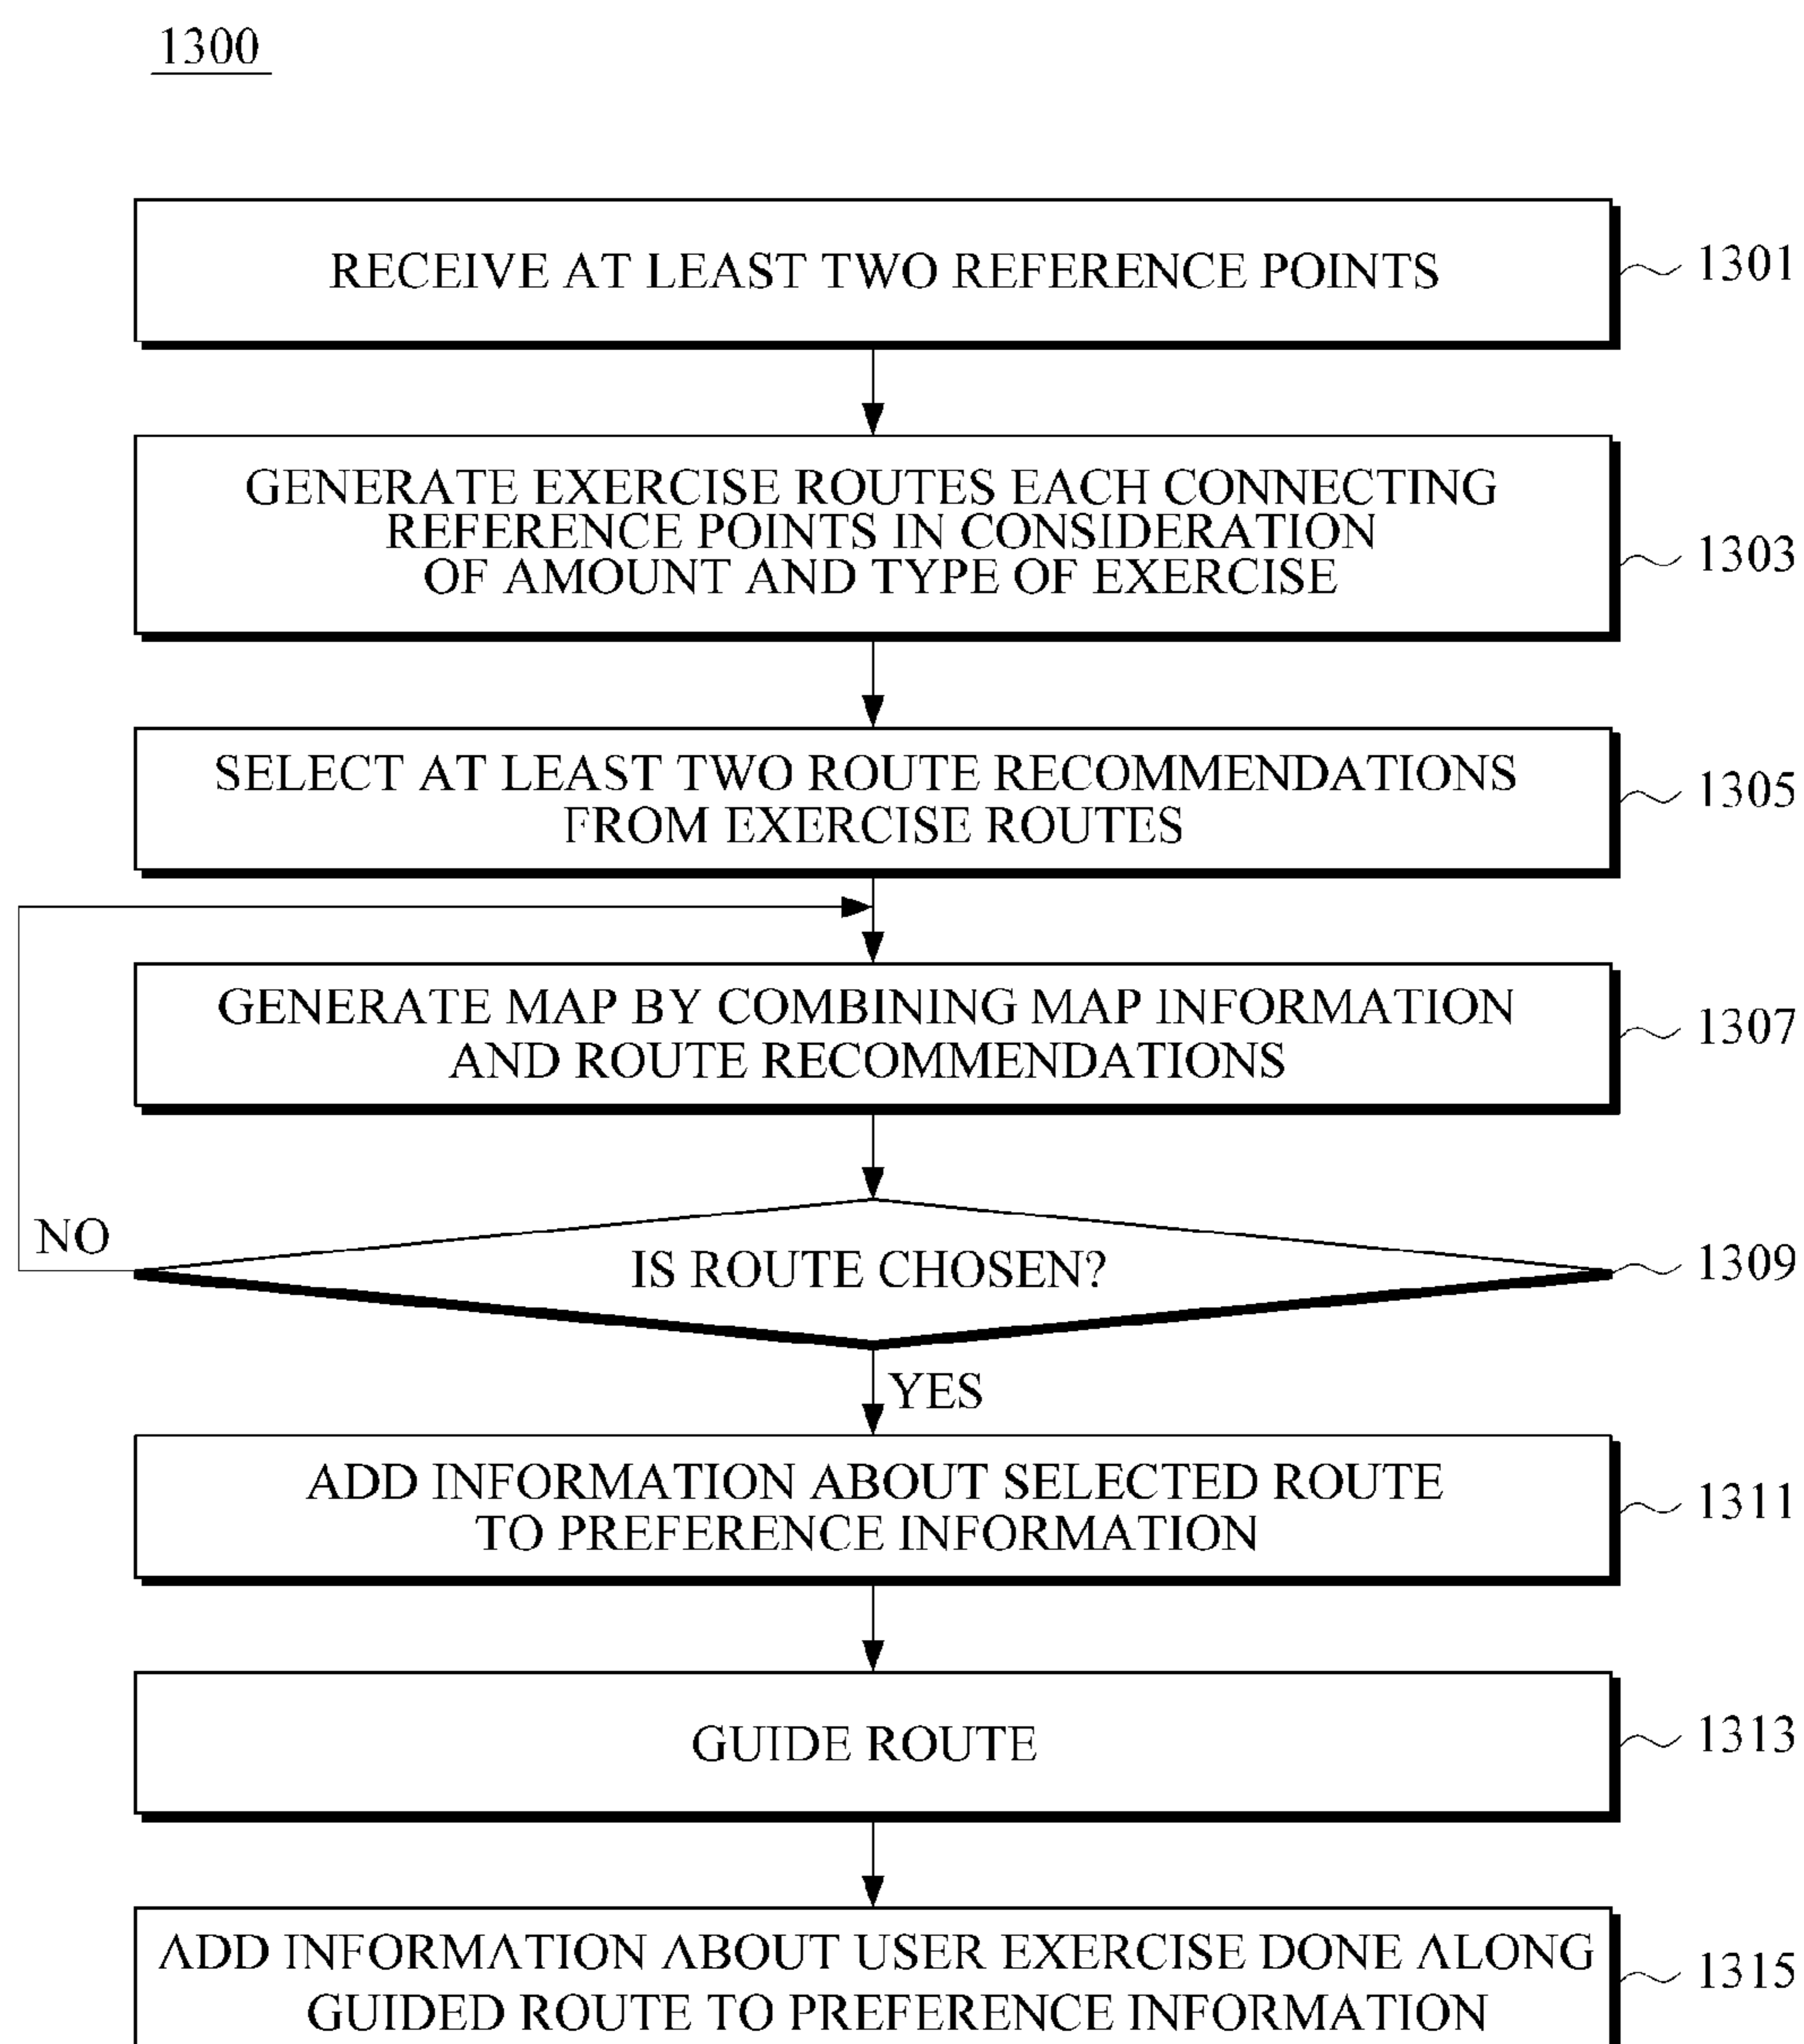 1300
RECEIVE AT LEAST TWO REFERENCE POINTS
1301
GENERATE EXERCISE ROUTES EACH CONNECTING
REFERENCE POINTS IN CONSIDERATION
OF AMOUNT AND TYPE OF EXERCISE
1303
SELECT AT LEAST TWO ROUTE RECOMMENDATIONS
FROM EXERCISE ROUTES
1305
GENERATE MAP BY COMBINING MAP INFORMATION
AND ROUTE RECOMMENDATIONS
1307
NO
IS ROUTE CHOSEN?
1309
YES
ADD INFORMATION ABOUT SELECTED ROUTE
TO PREFERENCE INFORMATION
1311
GUIDE ROUTE
1313
ADD INFORMATION ABOUT USER EXERCISE DONE ALONG
GUIDED ROUTE TO PREFERENCE INFORMATION
1315